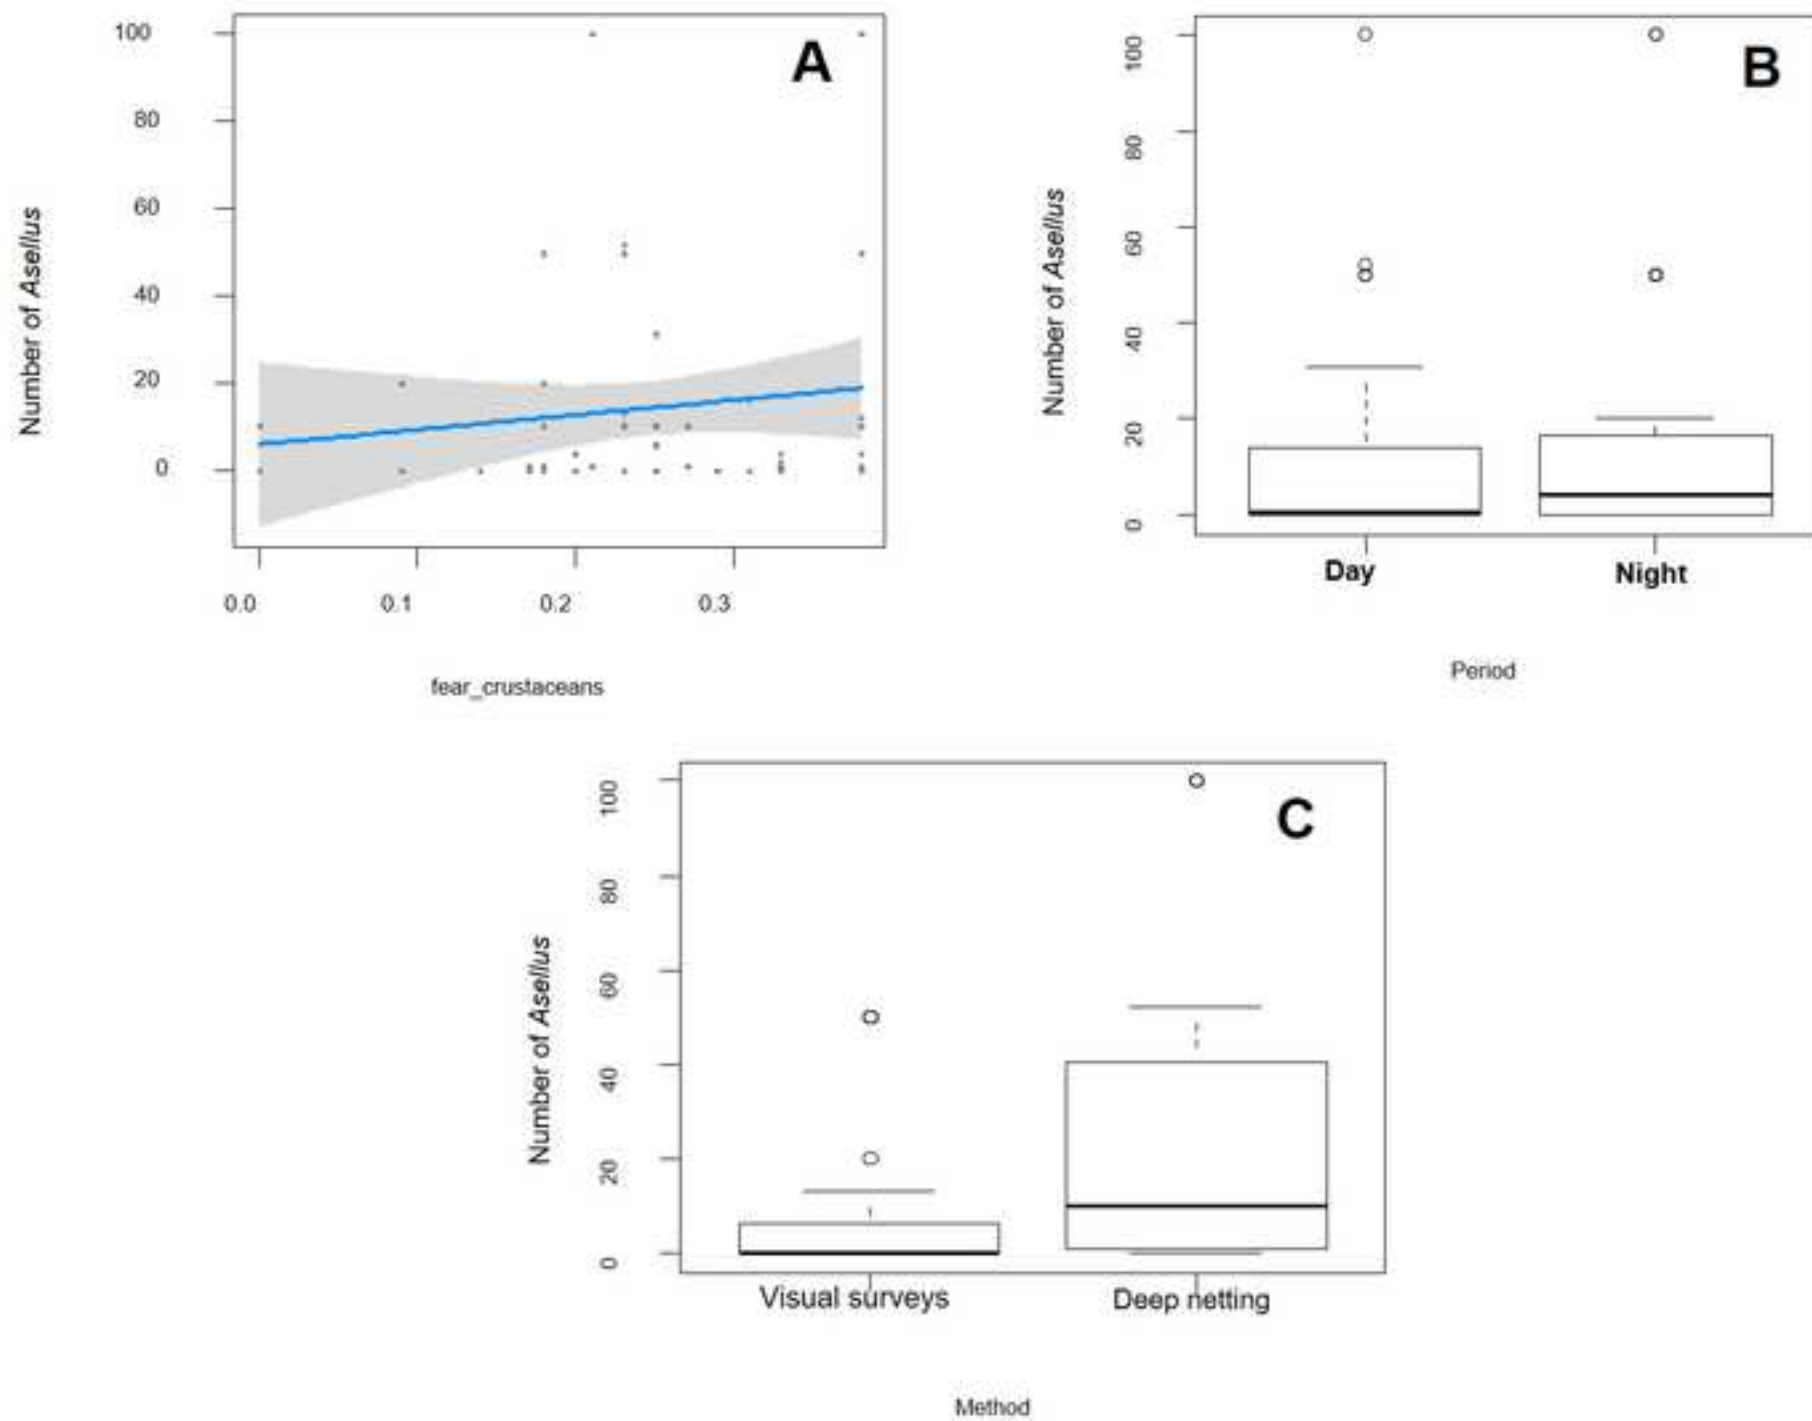 A
100
80
60
40
20
0
Number of Asellus
0.0 0.1 0.2 0.3
fear_crustaceans
B
100
80
60
40
20
0
Number of Asellus
Day Night
Period
C
100
80
60
40
20
0
Number of Asellus
Visual surveys Deep netting
Method